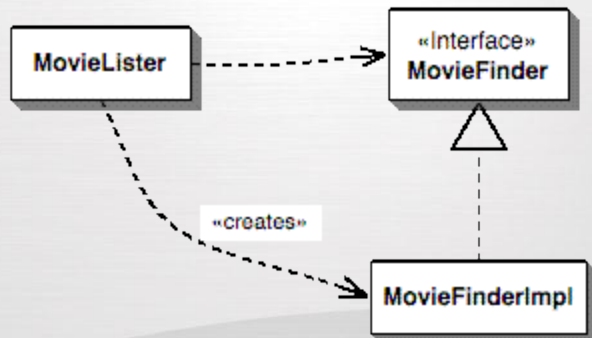 MovieLister
«Interface»
MovieFinder
«creates»
MovieFinderImpl